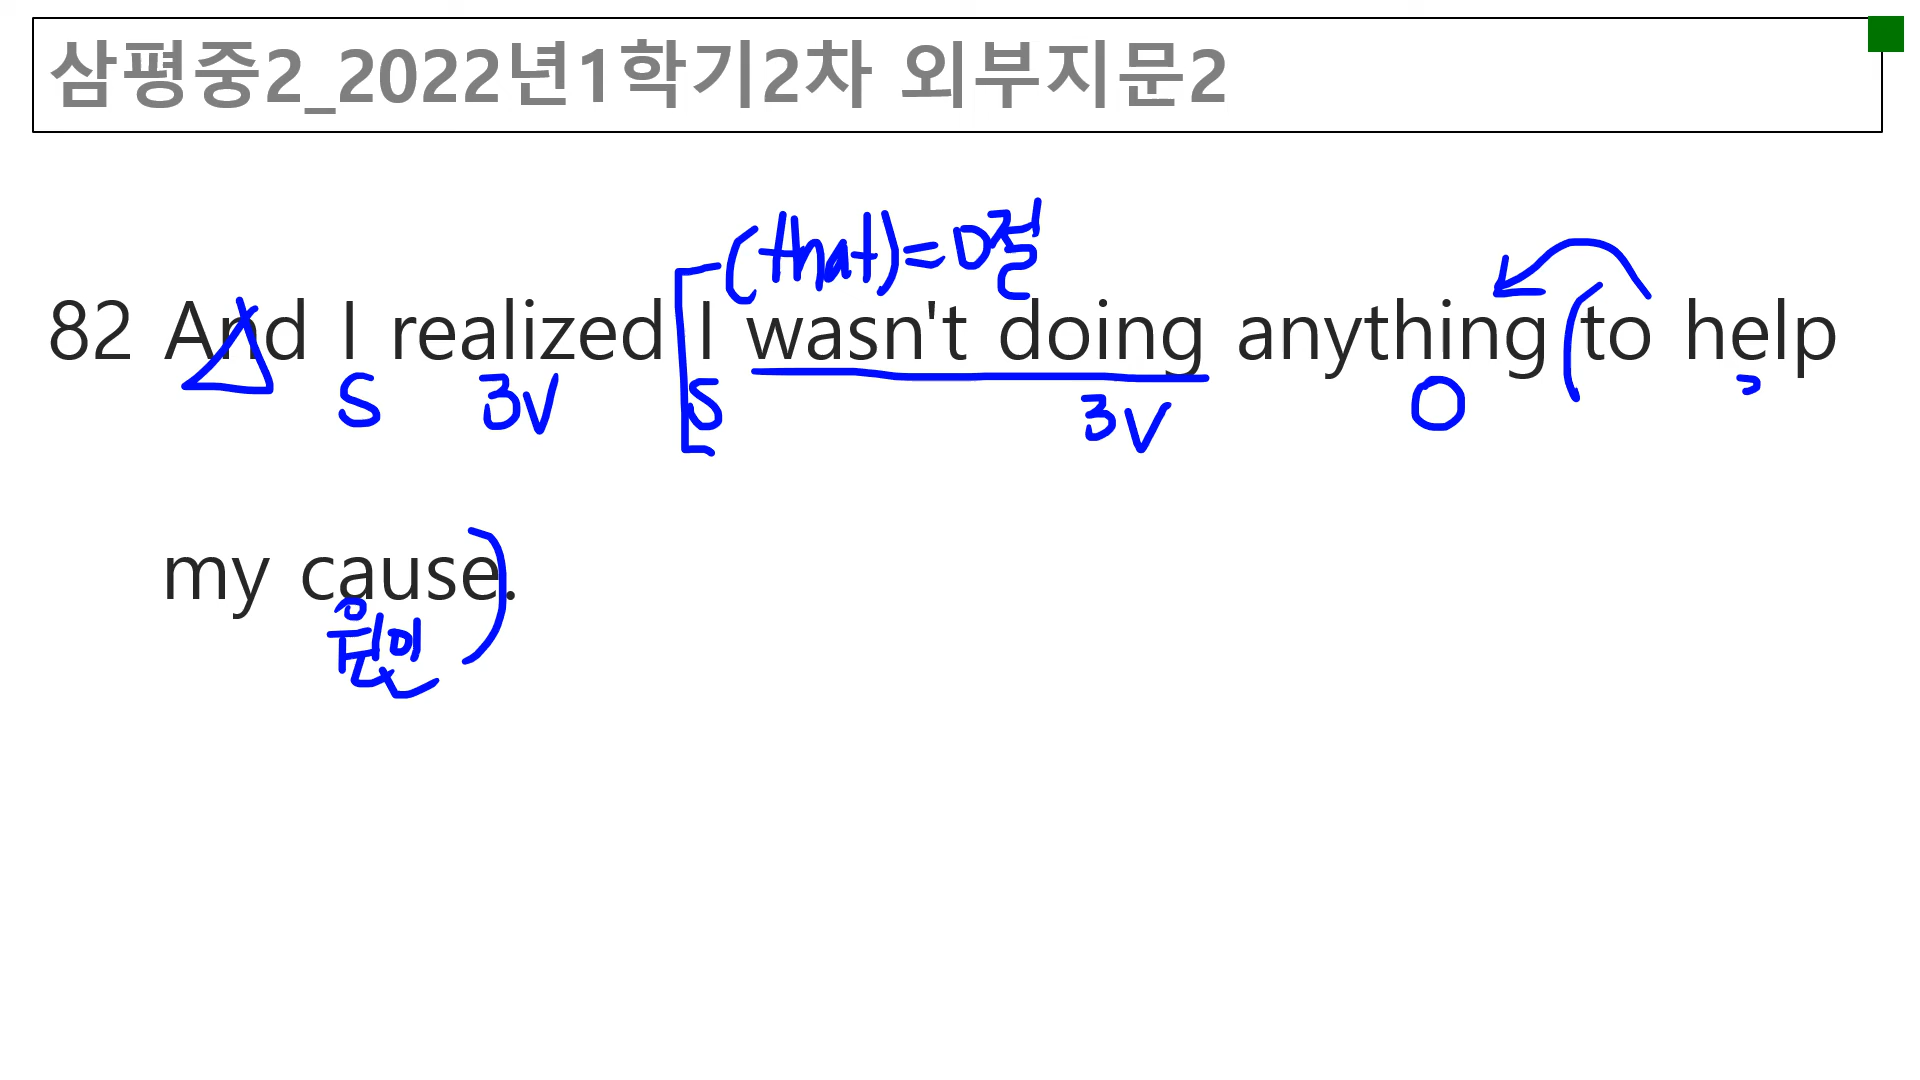 삼평중2_2022년1학기2차 외부지문2
(that)=O절
82 And I realized I wasn't doing anything to help
S 3V S 3V O
my cause.
원인